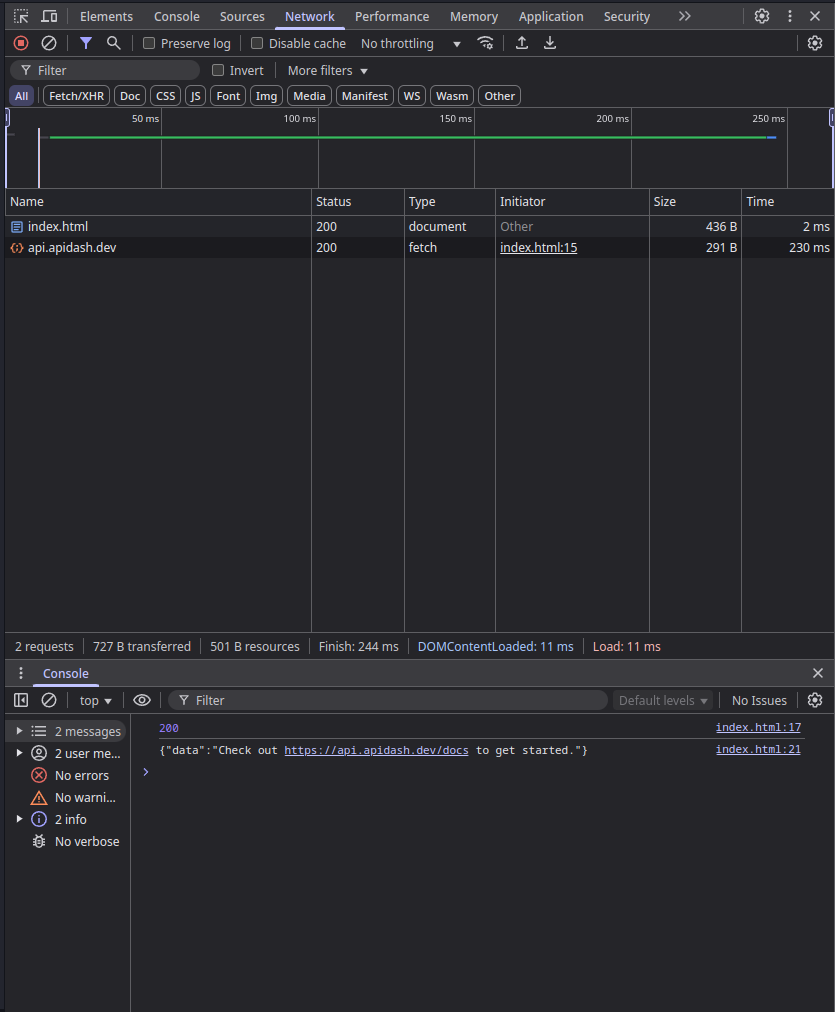 Elements Console Sources Network Performance Memory Application Security
Preserve log Disable cache No throttling
Filter Invert More filters
All Fetch/XHR Doc CSS JS Font Img Media Manifest WS Wasm Other
50 ms 100 ms 150 ms 200 ms 250 ms
Name Status Type Initiator Size Time
index.html 200 document Other 436 B 2 ms
api.apidash.dev 200 fetch index.html:15 291 B 230 ms
2 requests 727 B transferred 501 B resources Finish: 244 ms DOMContentLoaded: 11 ms Load: 11 ms
Console
top Filter Default levels No Issues
2 messages
2 user me...
No errors
No warni...
2 info
No verbose
200 index.html:17
{"data":"Check out https://api.apidash.dev/docs to get started."} index.html:21